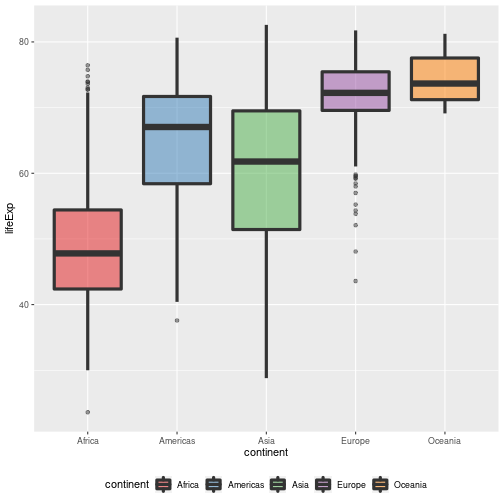 80
60
40
lifeExp
Africa Americas Asia Europe Oceania
continent
continent Africa Americas Asia Europe Oceania